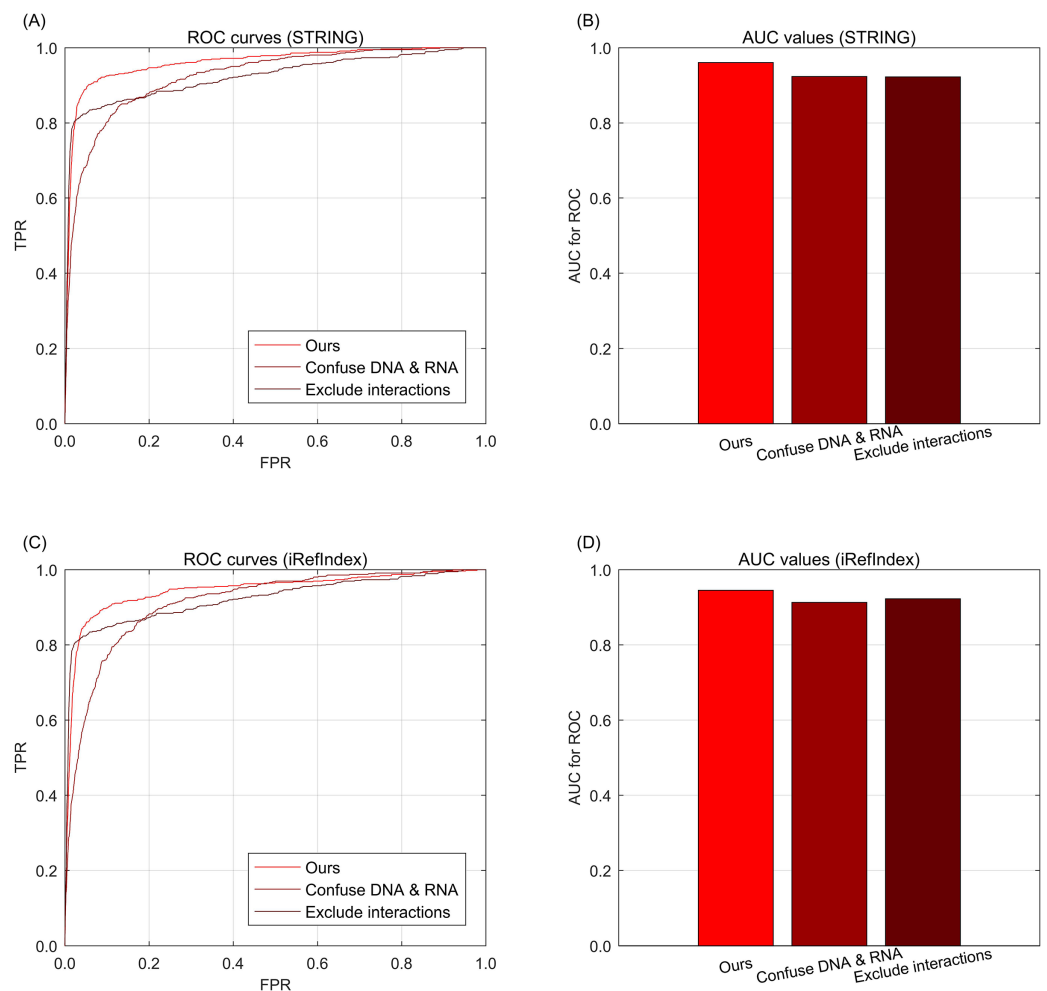 (A)
ROC curves (STRING)
1.0
0.8
0.6
0.4
0.2
0.0
TPR
Ours
Confuse DNA & RNA
Exclude interactions
0.0 0.2 0.4 0.6 0.8 1.0
FPR
(B)
AUC values (STRING)
1.0
0.8
0.6
0.4
0.2
0.0
AUC for ROC
Ours
Confuse DNA & RNA
Exclude interactions
(C)
ROC curves (iRefIndex)
1.0
0.8
0.6
0.4
0.2
0.0
TPR
Ours
Confuse DNA & RNA
Exclude interactions
0.0 0.2 0.4 0.6 0.8 1.0
FPR
(D)
AUC values (iRefIndex)
1.0
0.8
0.6
0.4
0.2
0.0
AUC for ROC
Ours
Confuse DNA & RNA
Exclude interactions